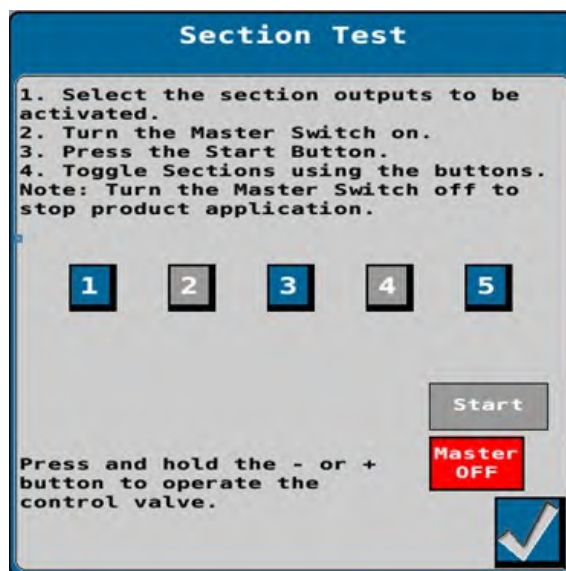 Section Test
1. Select the section outputs to be
activated.
2. Turn the Master Switch on.
3. Press the Start Button.
4. Toggle Sections using the buttons.
Note: Turn the Master Switch off to
stop product application.
1 2 3 4 5
Start
Master
OFF
Press and hold the - or +
button to operate the
control valve.